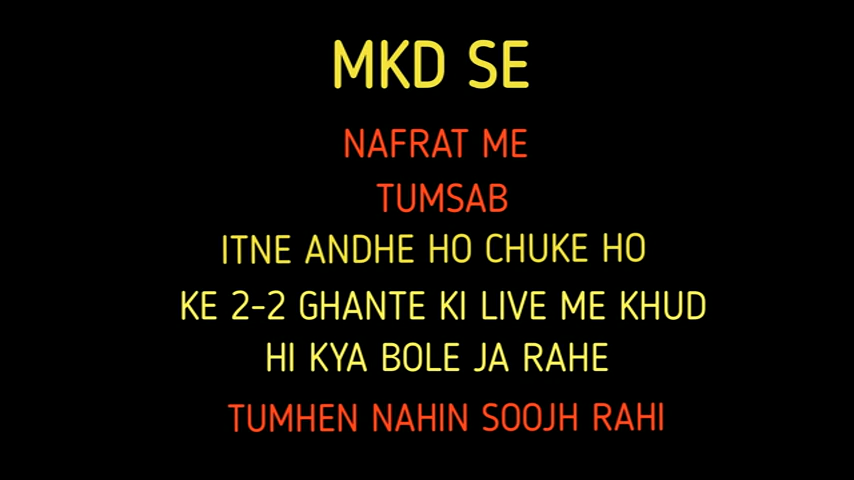 MKD SE
NAFRAT ME
TUMSAB
ITNE ANDHE HO CHUKE HO
KE 2-2 GHANTE KI LIVE ME KHUD
HI KYA BOLE JA RAHE
TUMHEN NAHIN SOOJH RAHI